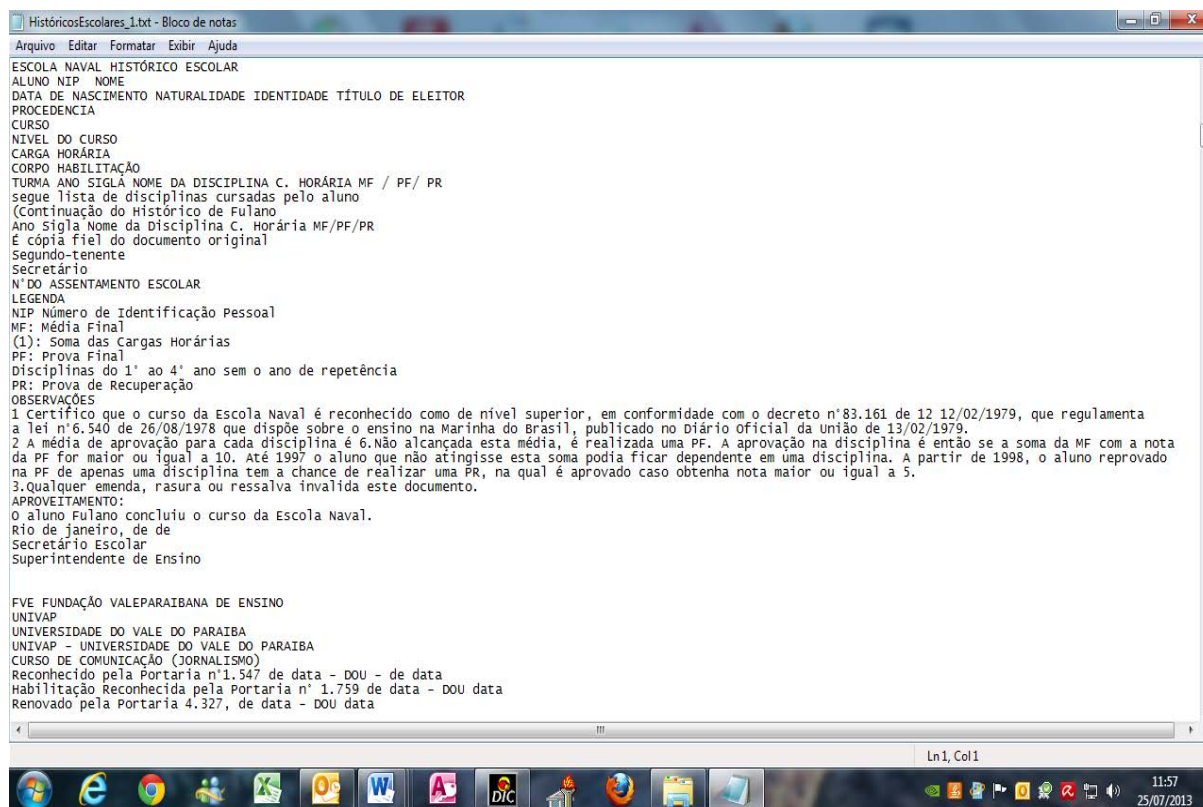 HistóricosEscolares_1.txt - Bloco de notas
Arquivo Editar Formatar Exibir Ajuda
ESCOLA NAVAL HISTÓRICO ESCOLAR
ALUNO NIP NOME
DATA DE NASCIMENTO NATURALIDADE IDENTIDADE TÍTULO DE ELEITOR
PROCEDENCIA
CURSO
NIVEL DO CURSO
CARGA HORÁRIA
CORPO HABILITAÇÃO
TURMA ANO SIGLA NOME DA DISCIPLINA C. HORÁRIA MF / PF/ PR
segue lista de disciplinas cursadas pelo aluno
(Continuação do Histórico de Fulano
Ano Sigla Nome da Disciplina C. Horária MF/PF/PR
É cópia fiel do documento original
Segundo-tenente
Secretário
N°DO ASSENTAMENTO ESCOLAR
LEGENDA
NIP Número de Identificação Pessoal
MF: Média Final
(1): Soma das Cargas Horárias
PF: Prova Final
Disciplinas do 1° ao 4° ano sem o ano de repetência
PR: Prova de Recuperação
OBSERVAÇÕES
1 Certifico que o curso da Escola Naval é reconhecido como de nível superior, em conformidade com o decreto n°83.161 de 12 12/02/1979, que regulamenta
a lei n°6.540 de 26/08/1978 que dispõe sobre o ensino na Marinha do Brasil, publicado no Diário Oficial da União de 13/02/1979.
2 A média de aprovação para cada disciplina é 6.Não alcançada esta média, é realizada uma PF. A aprovação na disciplina é então se a soma da MF com a nota
da PF for maior ou igual a 10. Até 1997 o aluno que não atingisse esta soma podia ficar dependente em uma disciplina. A partir de 1998, o aluno reprovado
na PF de apenas uma disciplina tem a chance de realizar uma PR, na qual é aprovado caso obtenha nota maior ou igual a 5.
3.Qualquer emenda, rasura ou ressalva invalida este documento.
APROVEITAMENTO:
O aluno Fulano concluiu o curso da Escola Naval.
Rio de janeiro, de de
Secretário Escolar
Superintendente de Ensino
FVE FUNDAÇÃO VALEPARAIBANA DE ENSINO
UNIVAP
UNIVERSIDADE DO VALE DO PARAIBA
UNIVAP - UNIVERSIDADE DO VALE DO PARAIBA
CURSO DE COMUNICAÇÃO (JORNALISMO)
Reconhecido pela Portaria n°1.547 de data - DOU - de data
Habilitação Reconhecida pela Portaria n° 1.759 de data - DOU data
Renovado pela Portaria 4.327, de data - DOU data
Ln 1, Col 1
DIC
11:57
25/07/2013